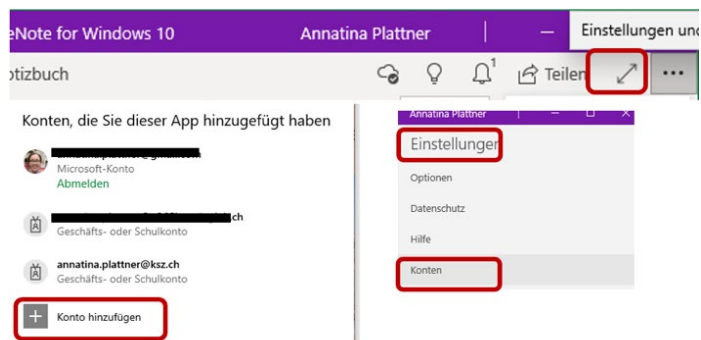 eNote for Windows 10
Annatina Plattner
Einstellungen und
otizbuch
1
Teilen
Konten, die Sie dieser App hinzugefügt haben
Microsoft-Konto
Abmelden
ch
Geschäfts- oder Schulkonto
annatina.plattner@ksz.ch
Geschäfts- oder Schulkonto
Konto hinzufügen
Annatina Plattner
Einstellungen
Optionen
Datenschutz
Hilfe
Konten